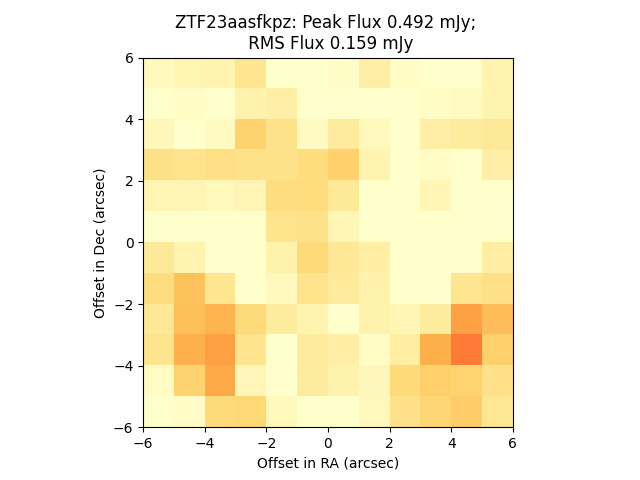 ZTF23aasfkpz: Peak Flux 0.492 mJy;
RMS Flux 0.159 mJy
6
4
2
0
−2
−4
−6
Offset in Dec (arcsec)
−6 −4 −2 0 2 4 6
Offset in RA (arcsec)